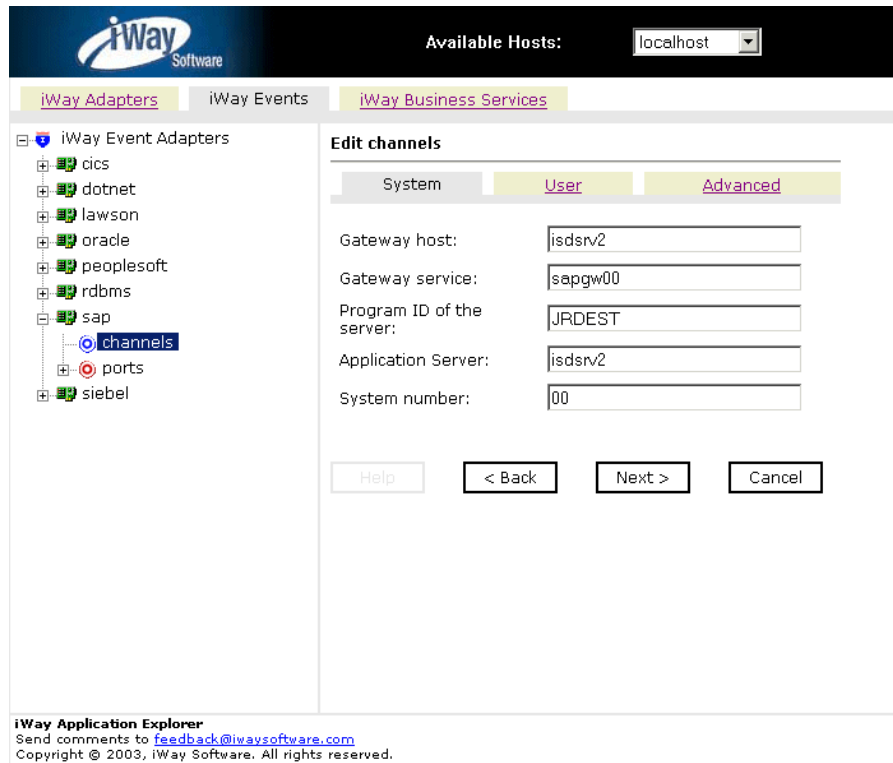 iWay
Software
Available Hosts:
localhost
iWay Adapters
iWay Events
iWay Business Services
iWay Event Adapters
cics
dotnet
lawson
oracle
peoplesoft
rdbms
sap
channels
ports
siebel
Edit channels
System
User
Advanced
Gateway host:
isdsrv2
Gateway service:
sapgw00
Program ID of the
server:
JRDEST
Application Server:
isdsrv2
System number:
00
Help
< Back
Next >
Cancel
iWay Application Explorer
Send comments to feedback@iwaysoftware.com
Copyright © 2003, iWay Software. All rights reserved.